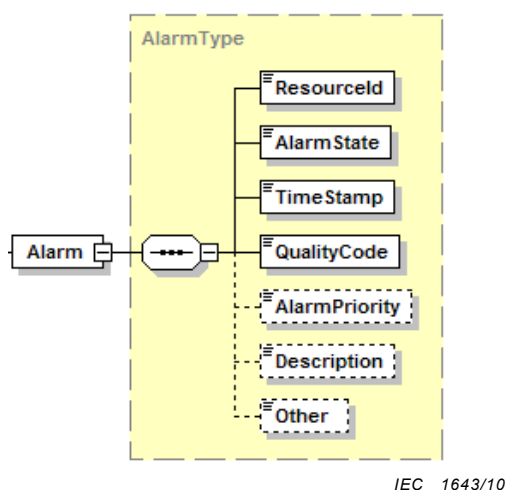 AlarmType
ResourceId
AlarmState
TimeStamp
Alarm
QualityCode
AlarmPriority
Description
Other
IEC 1643/10